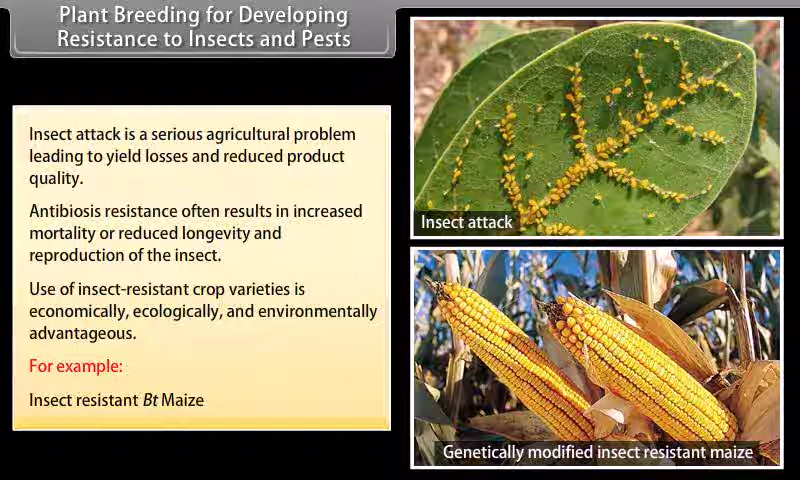 Plant Breeding for Developing
Resistance to Insects and Pests
Insect attack is a serious agricultural problem
leading to yield losses and reduced product
quality.
Antibiosis resistance often results in increased
mortality or reduced longevity and
reproduction of the insect.
Use of insect-resistant crop varieties is
economically, ecologically, and environmentally
advantageous.
For example:
Insect resistant Bt Maize
Insect attack
Genetically modified insect resistant maize